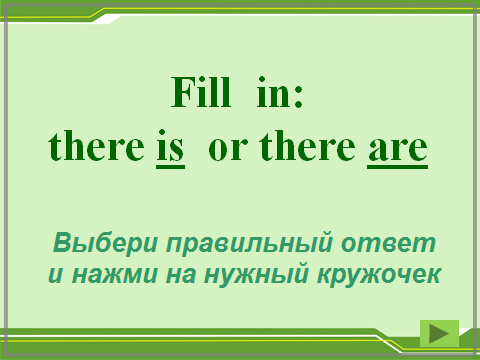 Fill in:
there is or there are
Выбери правильный ответ
и нажми на нужный кружочек